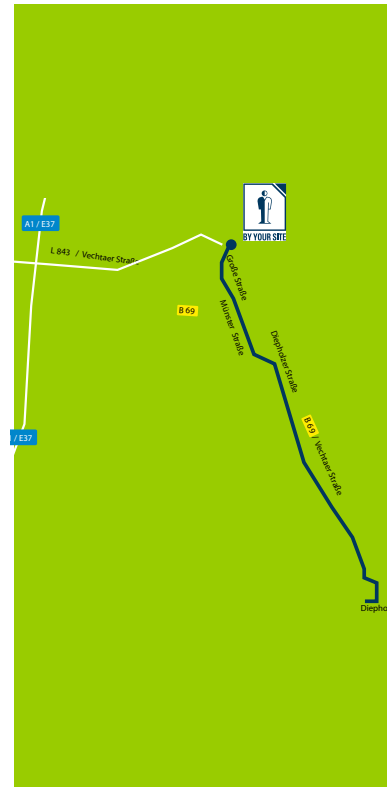 A1 / E37
BY YOUR SITE
L 843 / Vechtaer Straß
Große Straße
Münster Straße
B 69
Diepholzer Straße
B 69 / Vechtaer Straße
/ E37
Diepho